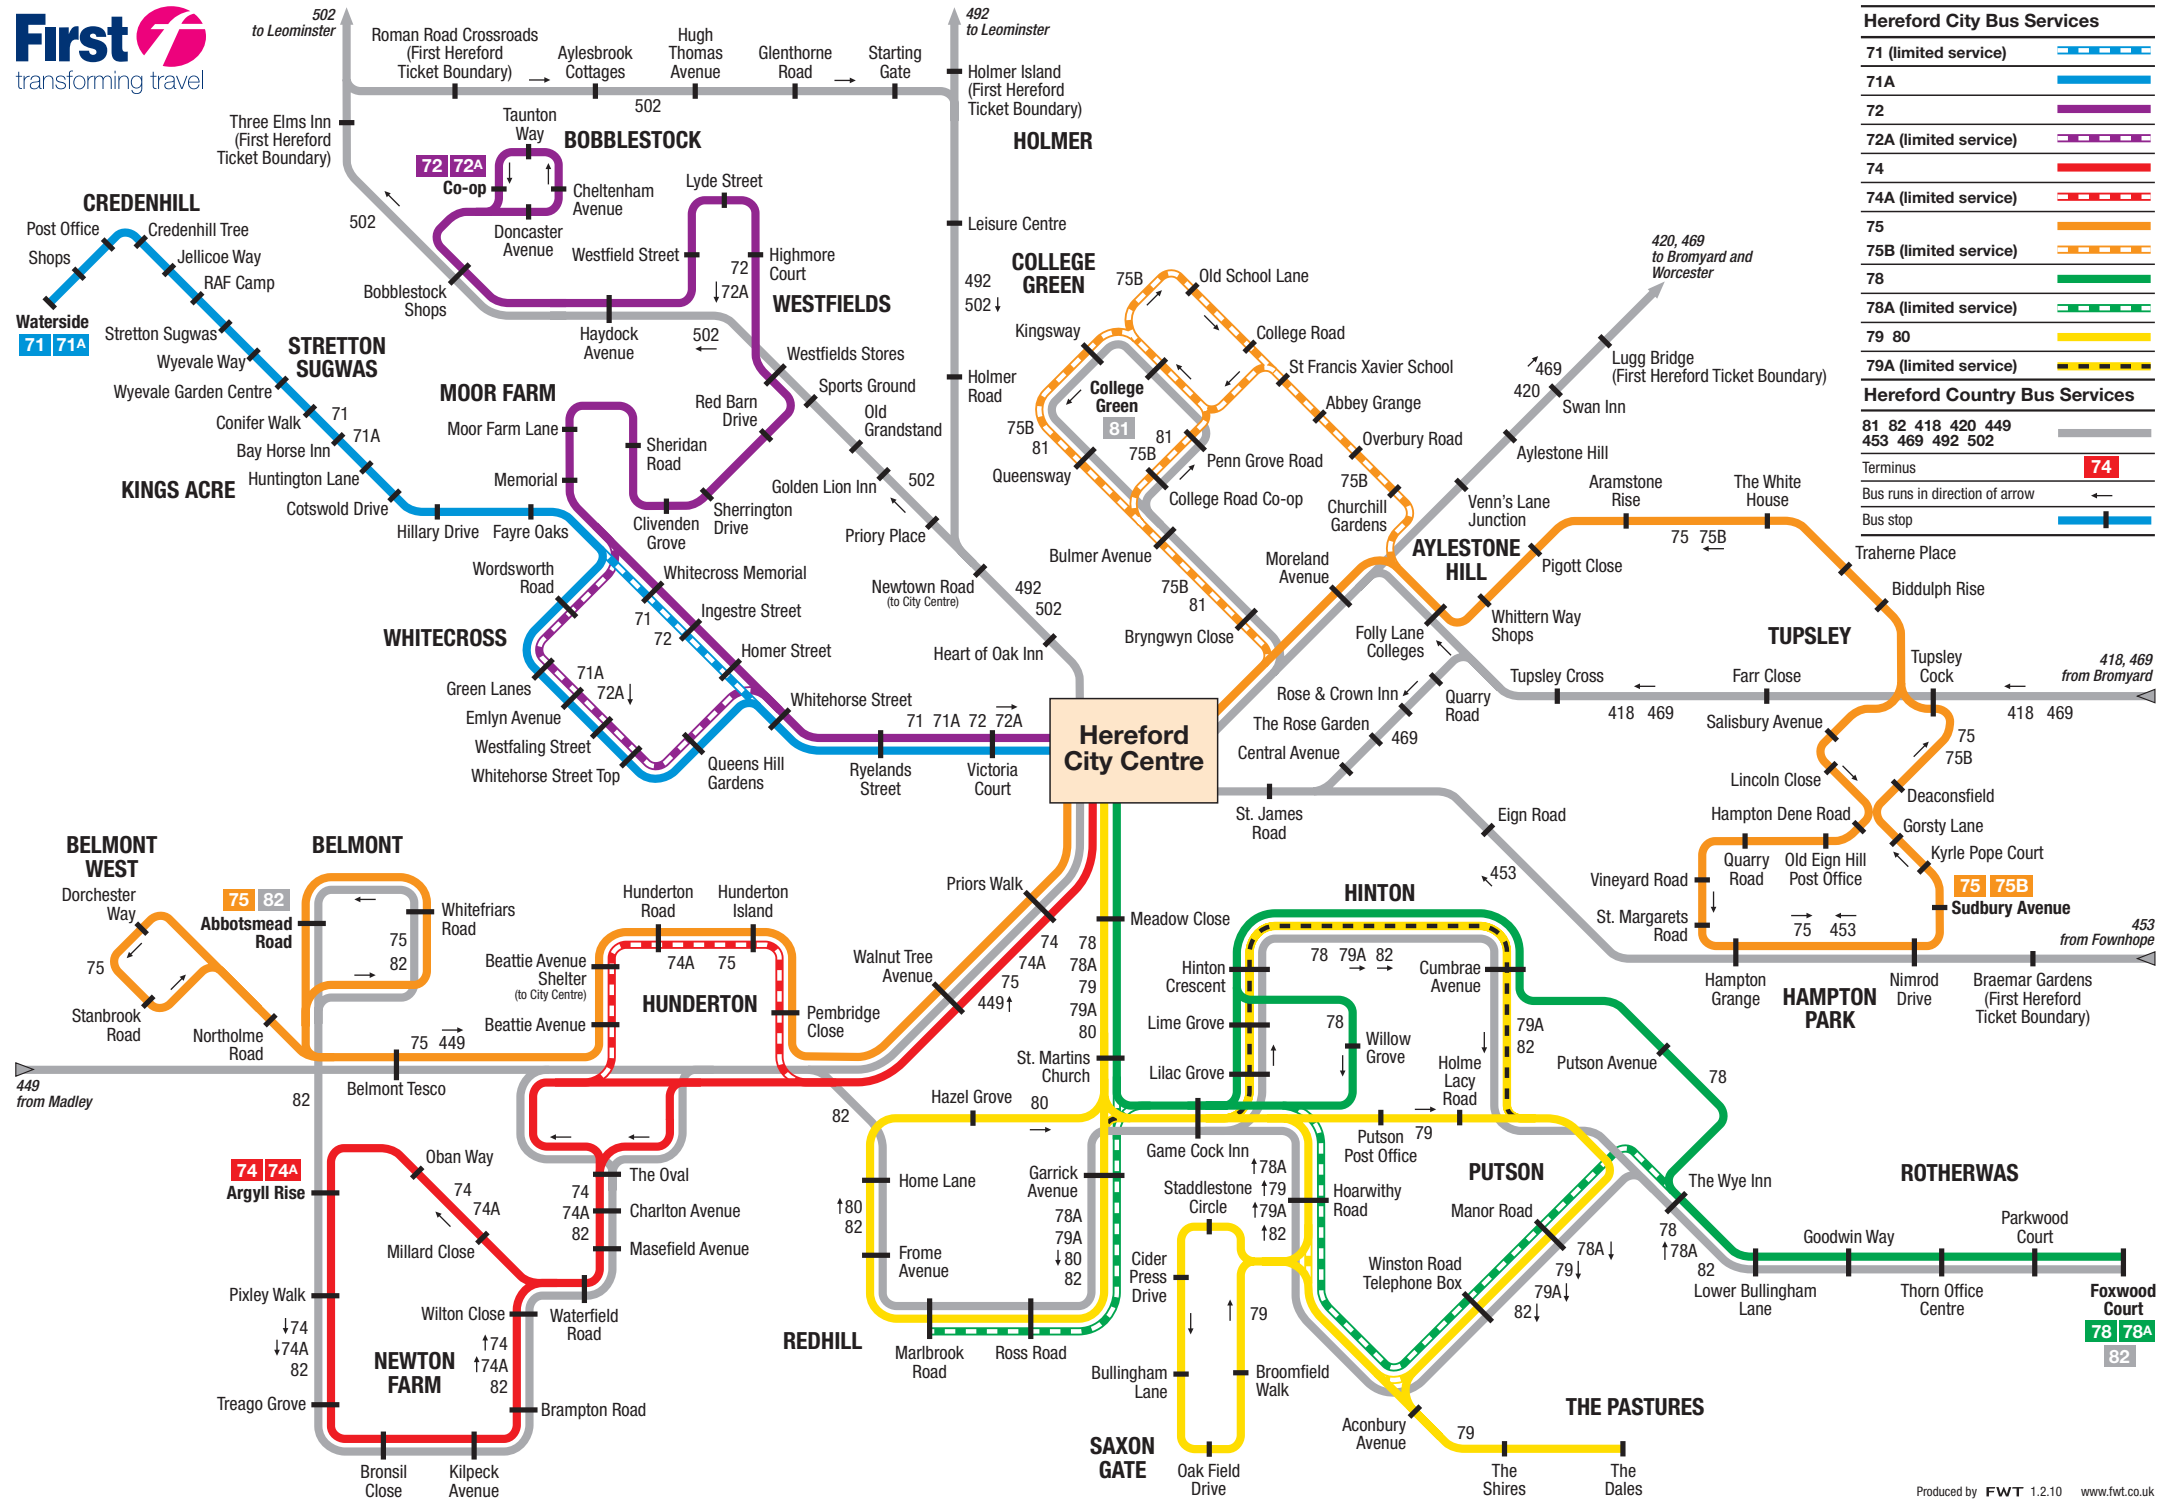 First
transforming travel
502
to Leominster
Roman Road Crossroads
(First Hereford
Ticket Boundary)
Aylesbrook
Cottages
Hugh
Thomas
Avenue
Glenthorne
Road
Starting
Gate
502
492
to Leominster
Holmer Island
(First Hereford
Ticket Boundary)
HOLMER
Three Elms Inn
(First Hereford
Ticket Boundary)
502
Taunton
Way
BOBBLESTOCK
72 72A
Co-op
Cheltenham
Avenue
Doncaster
Avenue
Lyde Street
Westfield Street
Highmore
Court
72
72A
WESTFIELDS
Bobblestock
Shops
Haydock
Avenue
502
Leisure Centre
492
502
Holmer
Road
CREDENHILL
Post Office
Credenhill Tree
Shops
Jellicoe Way
RAF Camp
Waterside
71 71A
Stretton Sugwas
STRETTON
SUGWAS
Wyevale Way
Wyevale Garden Centre
Conifer Walk
71
71A
Bay Horse Inn
Huntington Lane
KINGS ACRE
Cotswold Drive
Hillary Drive
Fayre Oaks
MOOR FARM
Moor Farm Lane
Memorial
Sheridan
Road
Clivenden
Grove
Sherrington
Drive
Red Barn
Drive
Westfields Stores
Sports Ground
Old
Grandstand
Golden Lion Inn
502
Priory Place
Newtown Road
(to City Centre)
492
502
Heart of Oak Inn
Wordsworth
Road
WHITECROSS
Whitecross Memorial
Ingestre Street
71
72
Homer Street
Whitehorse Street
Green Lanes
71A
72A
Emlyn Avenue
Westfaling Street
Whitehorse Street Top
Queens Hill
Gardens
71 71A 72 72A
Ryelands
Street
Victoria
Court
Hereford
City Centre
COLLEGE
GREEN
75B
Old School Lane
Kingsway
College Road
St Francis Xavier School
College
Green
81
Abbey Grange
75B
81
81
75B
Overbury Road
Queensway
Penn Grove Road
75B
College Road Co-op
Churchill
Gardens
Bulmer Avenue
75B
81
Bryngwyn Close
Moreland
Avenue
420, 469
to Bromyard and
Worcester
Lugg Bridge
(First Hereford Ticket Boundary)
469
420
Swan Inn
Aylestone Hill
Venn's Lane
Junction
AYLESTONE
HILL
Aramstone
Rise
The White
House
75 75B
Pigott Close
Traherne Place
Biddulph Rise
Whittern Way
Shops
Folly Lane
Colleges
TUPSLEY
Tupsley
Cock
418, 469
from Bromyard
Tupsley Cross
Farr Close
418 469
418 469
Rose & Crown Inn
Quarry
Road
The Rose Garden
469
Central Avenue
St. James
Road
Eign Road
453
Salisbury Avenue
75
75B
Lincoln Close
Deaconsfield
Hampton Dene Road
Gorsty Lane
Kyrle Pope Court
Quarry
Road
Old Eign Hill
Post Office
Vineyard Road
75 75B
Sudbury Avenue
St. Margarets
Road
75 453
453
from Fownhope
Hampton
Grange
HAMPTON
PARK
Nimrod
Drive
Braemar Gardens
(First Hereford
Ticket Boundary)
Hereford City Bus Services
71 (limited service)
71A
72
72A (limited service)
74
74A (limited service)
75
75B (limited service)
78
78A (limited service)
79 80
79A (limited service)
Hereford Country Bus Services
81 82 418 420 449
453 469 492 502
Terminus
74
Bus runs in direction of arrow
Bus stop
BELMONT
WEST
BELMONT
Dorchester
Way
75 82
Abbotsmead
Road
Whitefriars
Road
75
82
75
Stanbrook
Road
Northolme
Road
75 449
449
from Madley
Belmont Tesco
82
Hunderton
Road
Hunderton
Island
Beattie Avenue
Shelter
(to City Centre)
74A 75
HUNDERTON
Beattie Avenue
Pembridge
Close
Priors Walk
Walnut Tree
Avenue
74
74A
75
449
78
78A
79
79A
80
Meadow Close
St. Martins
Church
82
Hazel Grove
80
Home Lane
80
82
Frome
Avenue
REDHILL
Marlbrook
Road
Ross Road
Garrick
Avenue
78A
79A
80
82
74 74A
Argyll Rise
Oban Way
74
74A
Millard Close
The Oval
74
74A
82
Charlton Avenue
Masefield Avenue
Waterfield
Road
Wilton Close
Pixley Walk
74
74A
82
NEWTON
FARM
74
74A
82
Treago Grove
Brampton Road
Bronsil
Close
Kilpeck
Avenue
HINTON
78 79A 82
Hinton
Crescent
Cumbrae
Avenue
Lime Grove
78
Willow
Grove
Lilac Grove
79A
82
Holme
Lacy
Road
Putson Avenue
78
Game Cock Inn
Putson
Post Office
79
PUTSON
78A
79
79A
82
Hoarwithy
Road
Staddlestone
Circle
Cider
Press
Drive
79
Bullingham
Lane
Broomfield
Walk
SAXON
GATE
Oak Field
Drive
Manor Road
Winston Road
Telephone Box
78A
79
79A
82
The Wye Inn
78
78A
82
ROTHERWAS
Goodwin Way
Parkwood
Court
Lower Bullingham
Lane
Thorn Office
Centre
Foxwood
Court
78 78A
82
THE PASTURES
Aconbury
Avenue
79
The
Shires
The
Dales
Produced by FWT 1.2.10 www.fwt.co.uk